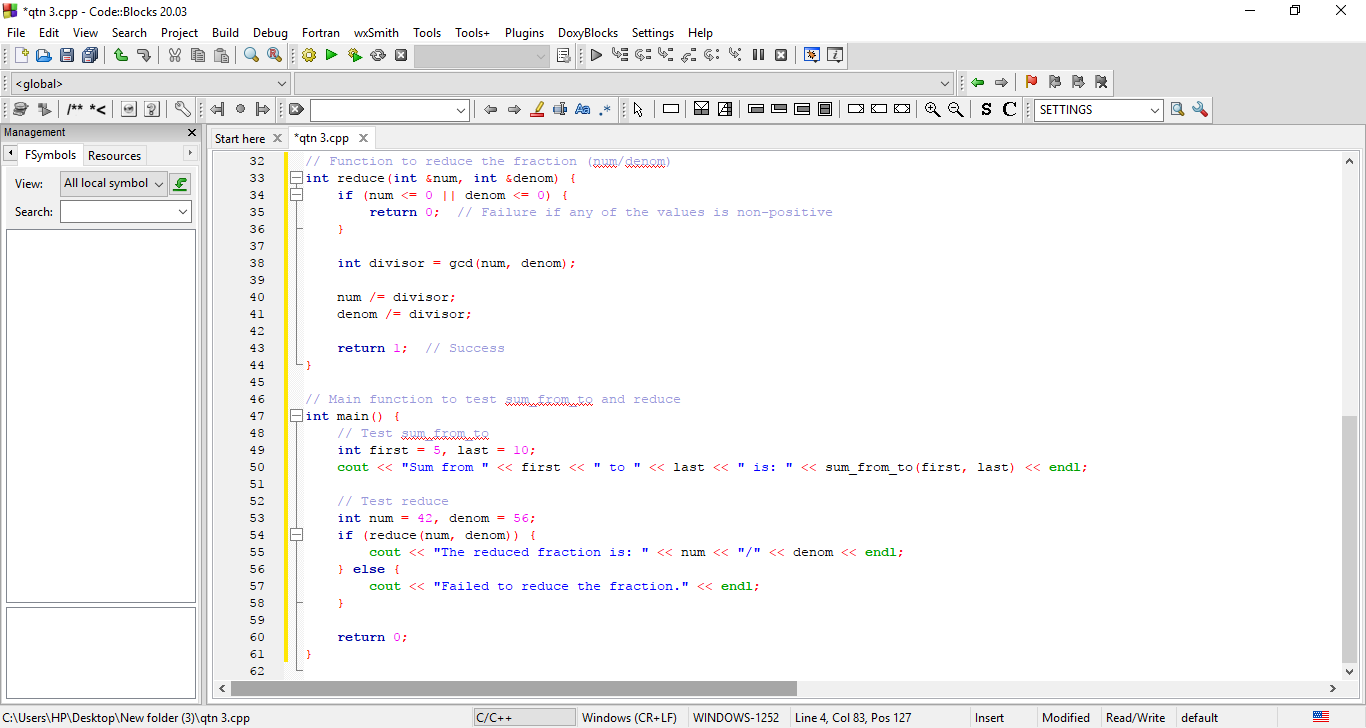 *qtn 3.cpp - Code::Blocks 20.03
File Edit View Search Project Build Debug Fortran wxSmith Tools Tools+ Plugins DoxyBlocks Settings Help
<global>
/** *< Aa .* S C SETTINGS
Management
Start here *qtn 3.cpp
FSymbols Resources
View: All local symbol
Search:
32 // Function to reduce the fraction (num/denom)
33 int reduce(int &num, int &denom) {
34     if (num <= 0 || denom <= 0) {
35         return 0;  // Failure if any of the values is non-positive
36     }
37
38     int divisor = gcd(num, denom);
39
40     num /= divisor;
41     denom /= divisor;
42
43     return 1;  // Success
44 }
45
46 // Main function to test sum_from_to and reduce
47 int main() {
48     // Test sum_from_to
49     int first = 5, last = 10;
50     cout << "Sum from " << first << " to " << last << " is: " << sum_from_to(first, last) << endl;
51
52     // Test reduce
53     int num = 42, denom = 56;
54     if (reduce(num, denom)) {
55         cout << "The reduced fraction is: " << num << "/" << denom << endl;
56     } else {
57         cout << "Failed to reduce the fraction." << endl;
58     }
59
60     return 0;
61 }
62
C:\Users\HP\Desktop\New folder (3)\qtn 3.cpp C/C++ Windows (CR+LF) WINDOWS-1252 Line 4, Col 83, Pos 127 Insert Modified Read/Write default